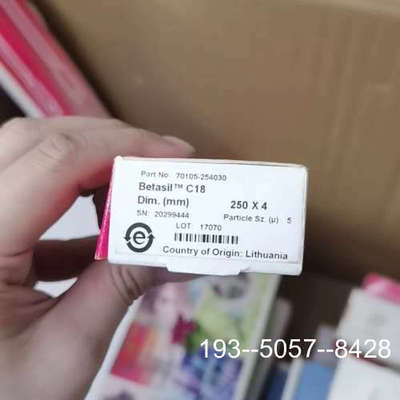 Part No. 70105-254030
Betasil™ C18
Dim. (mm) 250 X 4
SN: 20299444 Particle Sz. (µ): 5
LOT: 17070
Country of Origin: Lithuania
193--5057--8428